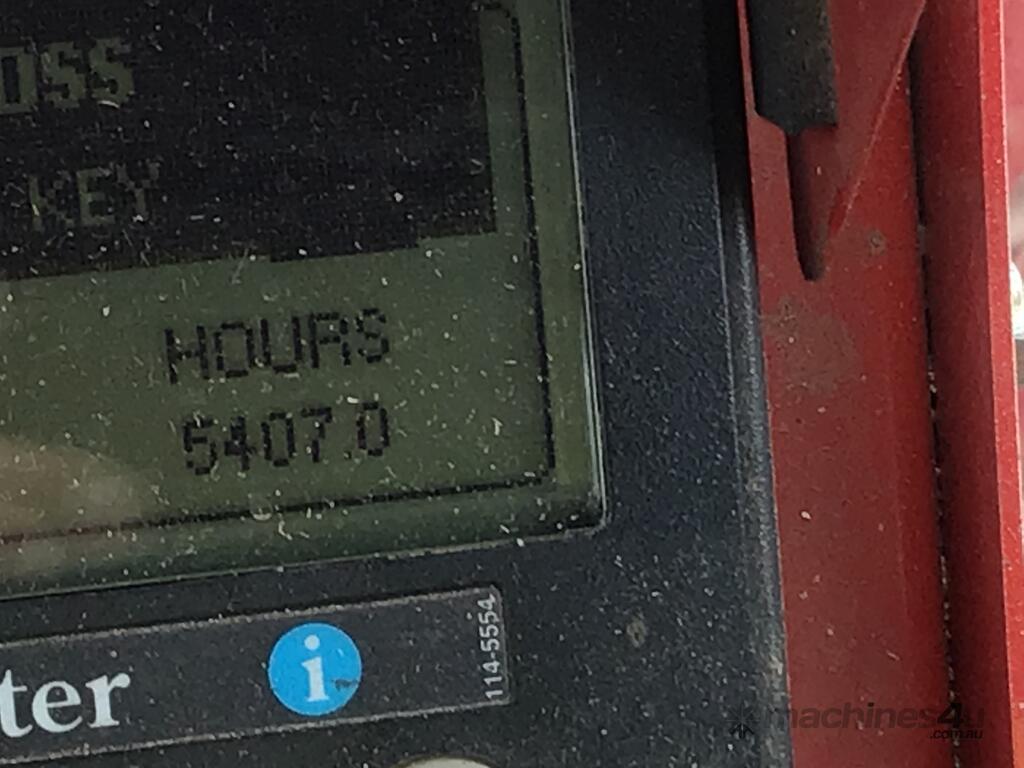 OSS
KEY
HOURS
5407.0
114-5554
ter
i
machines4u
.com.au